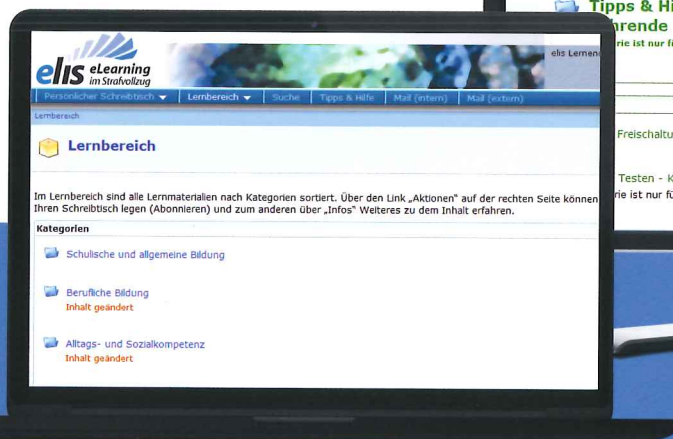 Tipps & Hi
hrende
rie ist nur fü
elis eLearning
im Strafvollzug
elis Lernend
Persönlicher Schreibtisch Lernbereich Suche Tipps & Hilfe Mail (intern) Mail (extern)
Lernbereich
Lernbereich
Freischaltu
Testen - K
rie ist nur fü
Im Lernbereich sind alle Lernmaterialien nach Kategorien sortiert. Über den Link „Aktionen" auf der rechten Seite können
Ihren Schreibtisch legen (Abonnieren) und zum anderen über „Infos" Weiteres zu dem Inhalt erfahren.
Kategorien
Schulische und allgemeine Bildung
Berufliche Bildung
Inhalt geändert
Alltags- und Sozialkompetenz
Inhalt geändert